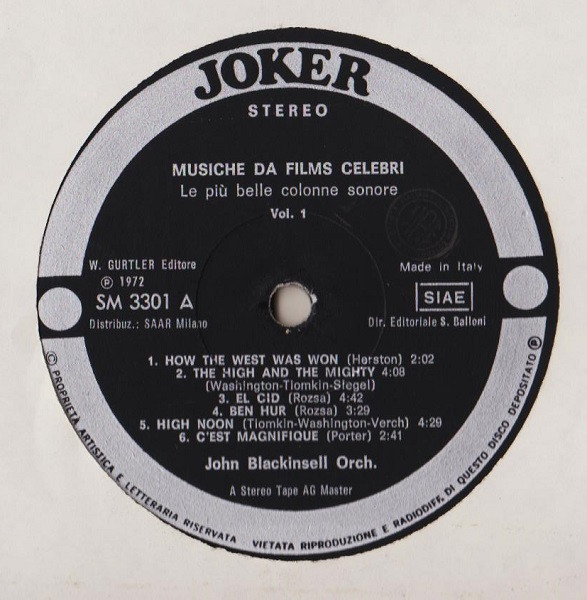 JOKER
STEREO
MUSICHE DA FILMS CELEBRI
Le più belle colonne sonore
Vol. 1
W. GURTLER Editore
Ⓟ 1972
SM 3301 A
Distribuz.: SAAR Milano
Made in Italy
SIAE
Dir. Editoriale S. Balloni
1. HOW THE WEST WAS WON (Herston) 2:02
2. THE HIGH AND THE MIGHTY 4:08
(Washington-Tiomkin-Siegel)
3. EL CID (Rozsa) 4:42
4. BEN HUR (Rozsa) 3:29
5. HIGH NOON (Tiomkin-Washington-Verch) 4:29
6. C'EST MAGNIFIQUE (Porter) 2:41
John Blackinsell Orch.
A Stereo Tape AG Master
© PROPRIETA ARTISTICA E LETTERARIA RISERVATA VIETATA RIPRODUZIONE E RADIODIFF. DI QUESTO DISCO DEPOSITATO Ⓟ